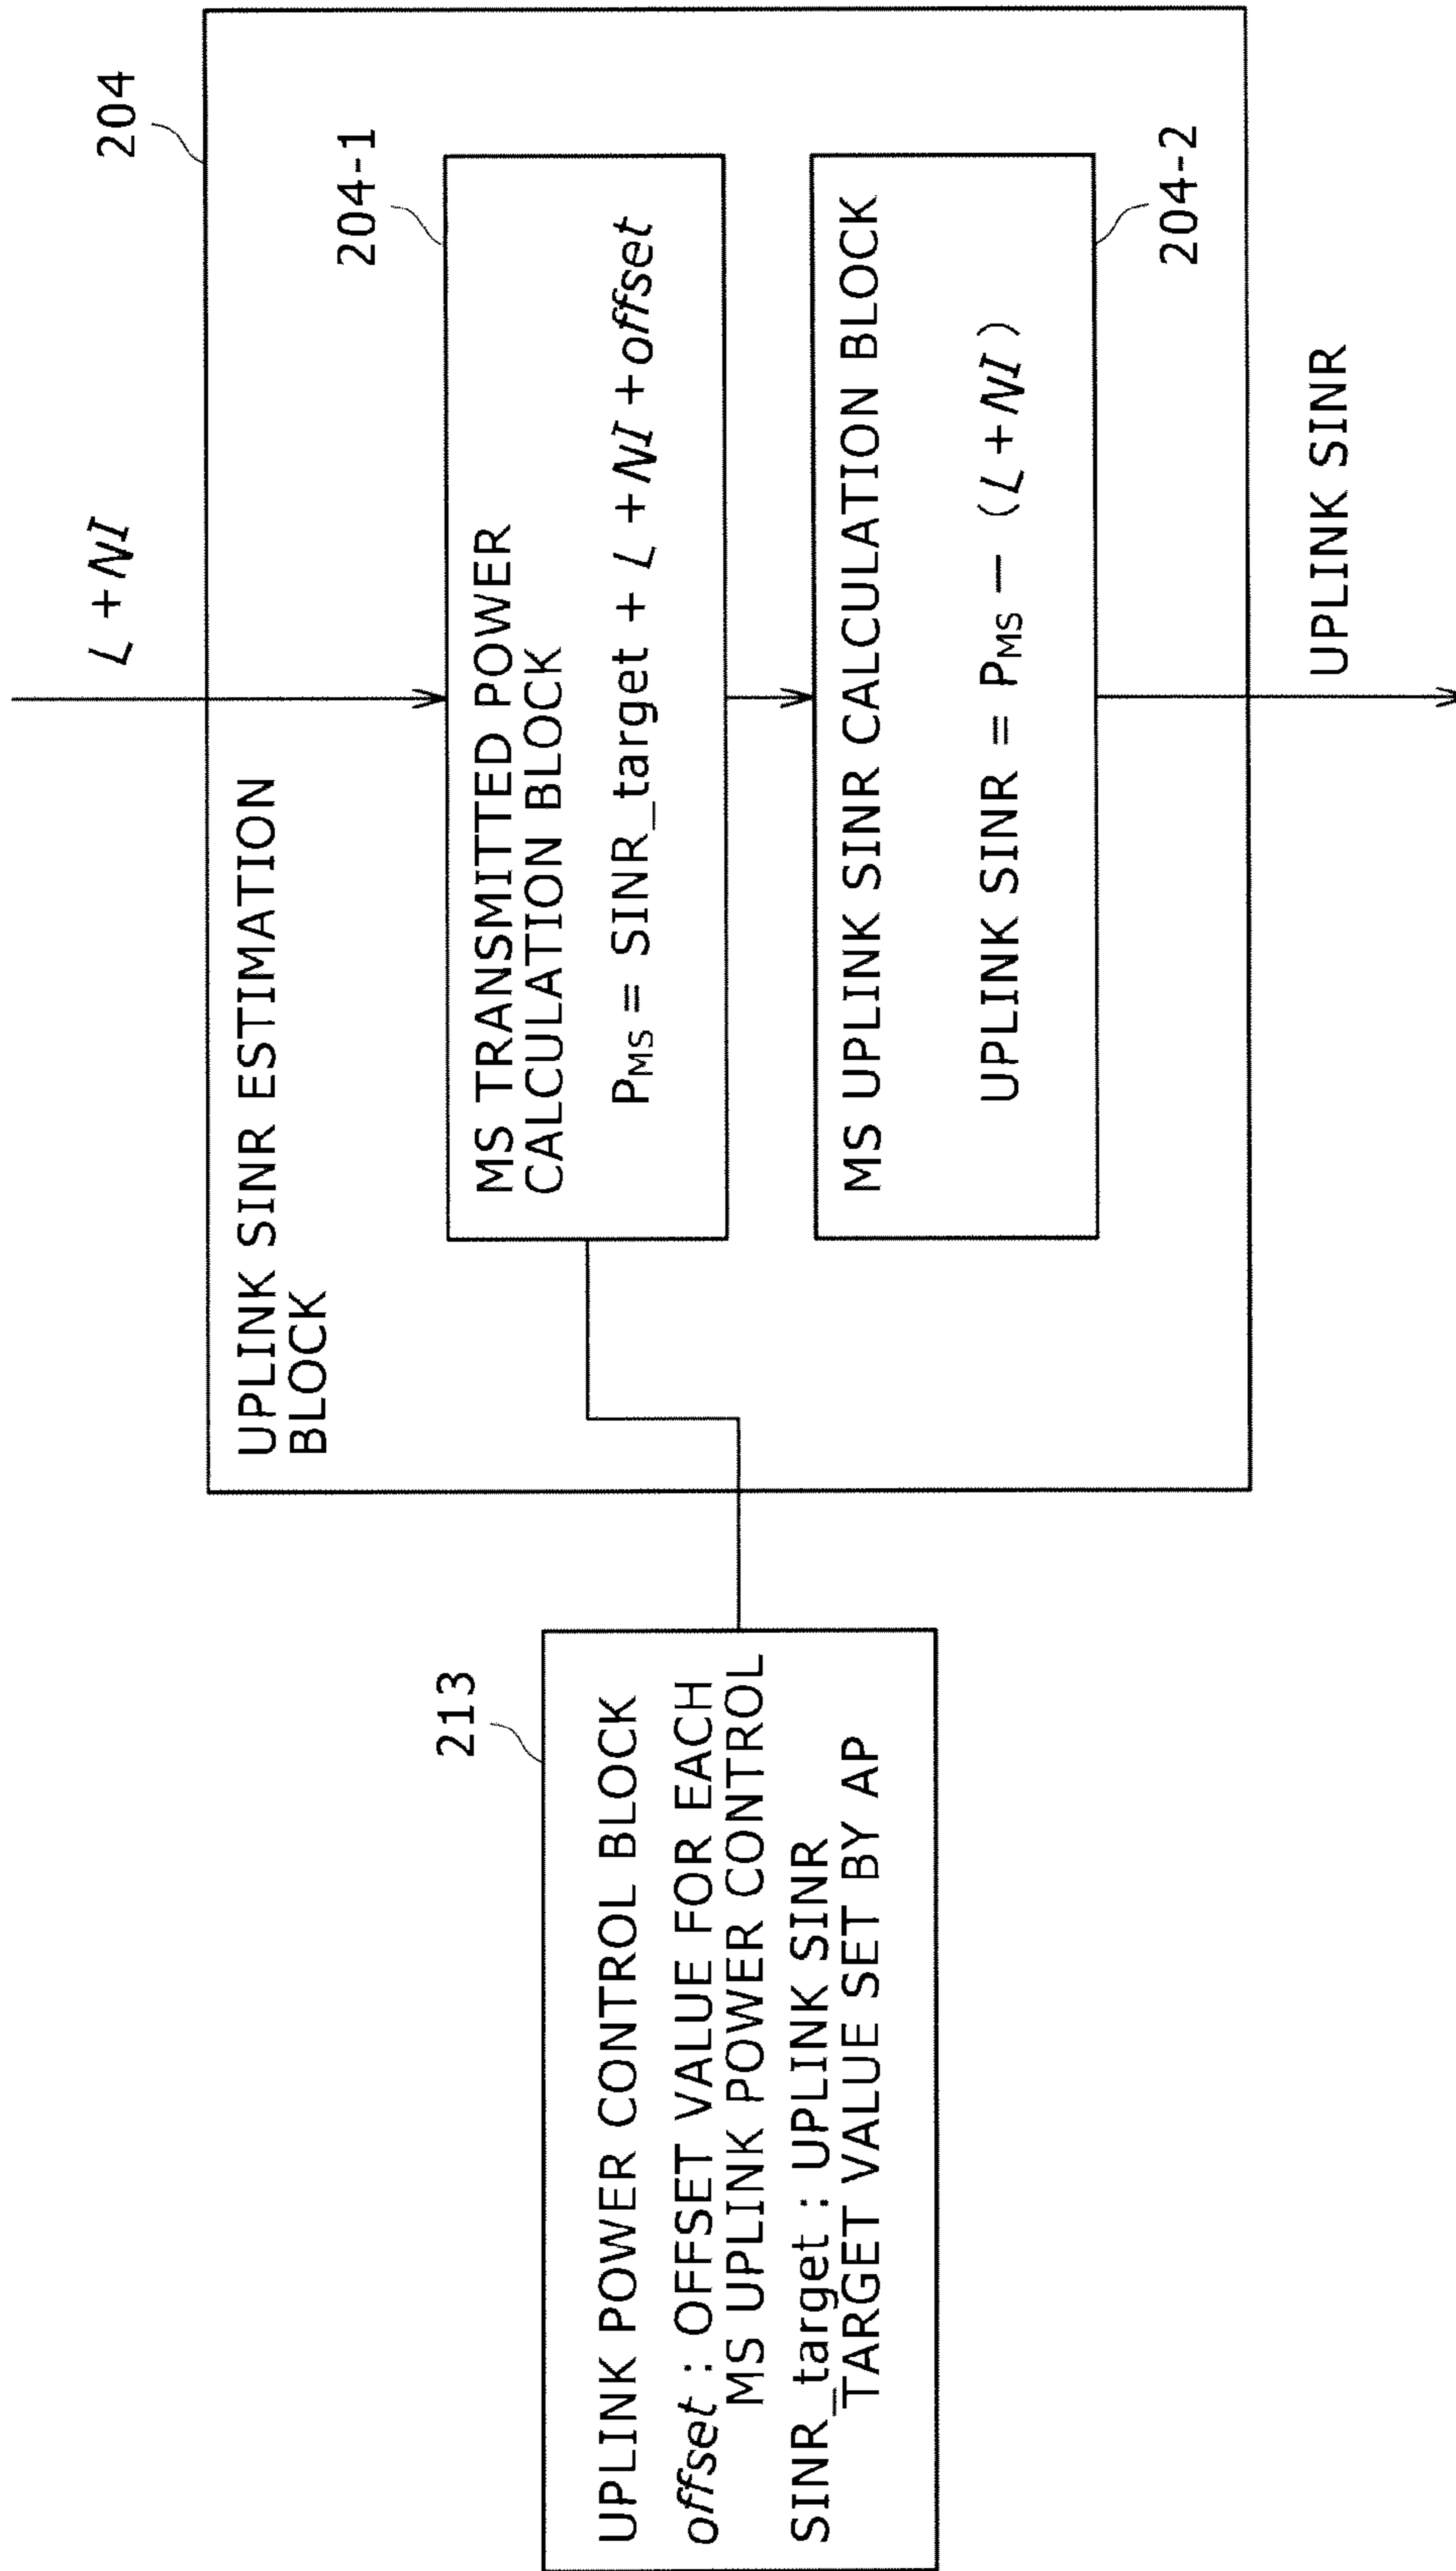 UPLINK POWER CONTROL BLOCK
offset : OFFSET VALUE FOR EACH
MS UPLINK POWER CONTROL
SINR_target : UPLINK SINR
TARGET VALUE SET BY AP
213
L + NI
204
UPLINK SINR ESTIMATION
BLOCK
204-1
MS TRANSMITTED POWER
CALCULATION BLOCK
PMS = SINR_target + L + NI + offset
MS UPLINK SINR CALCULATION BLOCK
UPLINK SINR = PMS − (L + NI)
204-2
UPLINK SINR